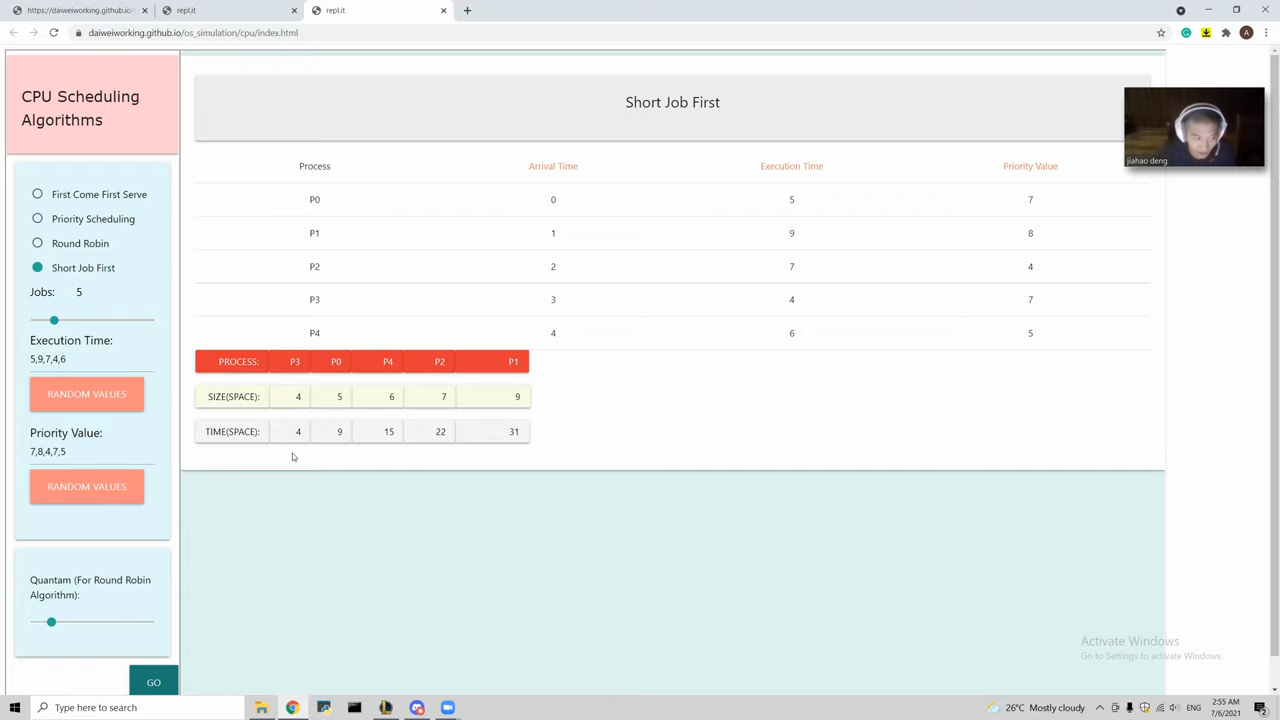 https://daiweiworking.github.io/os
repl.it
repl.it
daiweiworking.github.io/os_simulation/cpu/index.html
A
CPU Scheduling
Algorithms
First Come First Serve
Priority Scheduling
Round Robin
Short Job First
Jobs: 5
Execution Time:
5,9,7,4,6
RANDOM VALUES
Priority Value:
7,8,4,7,5
RANDOM VALUES
Quantam (For Round Robin
Algorithm):
GO
Short Job First
Process Arrival Time Execution Time Priority Value
P0 0 5 7
P1 1 9 8
P2 2 7 4
P3 3 4 7
P4 4 6 5
PROCESS: P3 P0 P4 P2 P1
SIZE(SPACE): 4 5 6 7 9
TIME(SPACE): 4 9 15 22 31
jiahao deng
Activate Windows
Go to Settings to activate Windows.
Type here to search
26°C Mostly cloudy
2:55 AM
7/6/2021
2